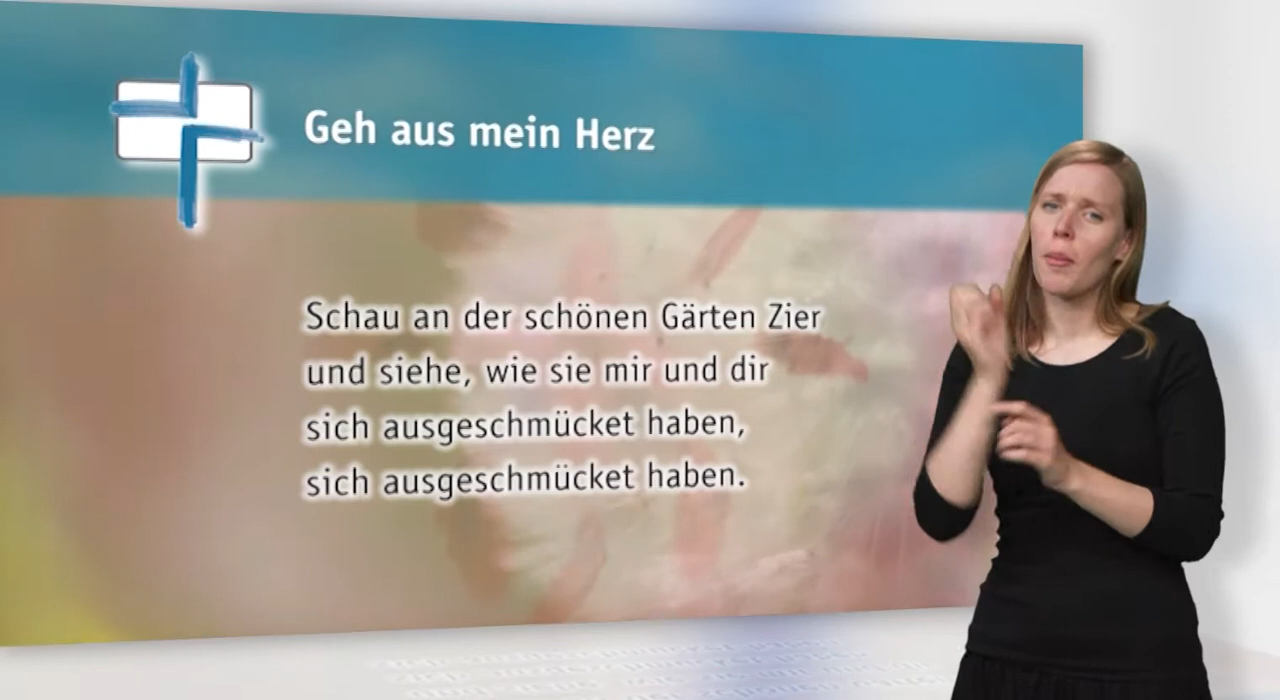 Geh aus mein Herz
Schau an der schönen Gärten Zier
und siehe, wie sie mir und dir
sich ausgeschmücket haben,
sich ausgeschmücket haben.